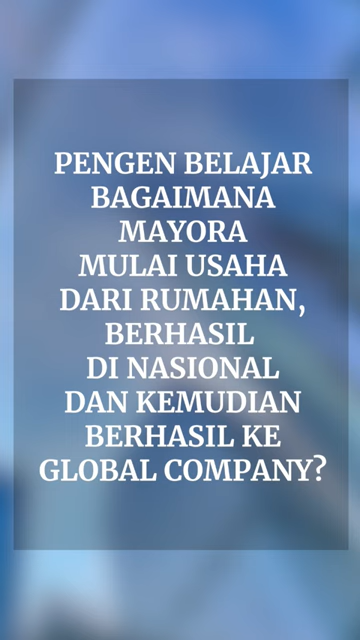 PENGEN BELAJAR
BAGAIMANA
MAYORA
MULAI USAHA
DARI RUMAHAN,
BERHASIL
DI NASIONAL
DAN KEMUDIAN
BERHASIL KE
GLOBAL COMPANY?